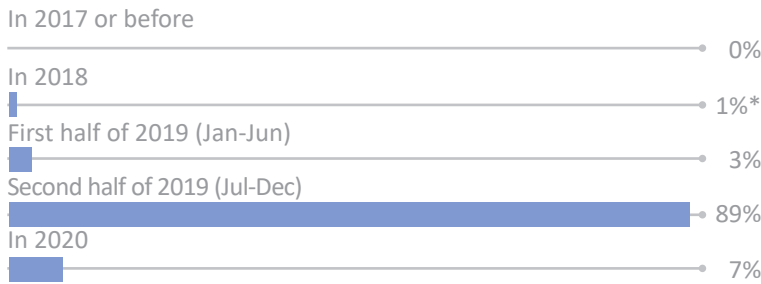 In 2017 or before
0%
In 2018
1%*
First half of 2019 (Jan-Jun)
3%
Second half of 2019 (Jul-Dec)
89%
In 2020
7%